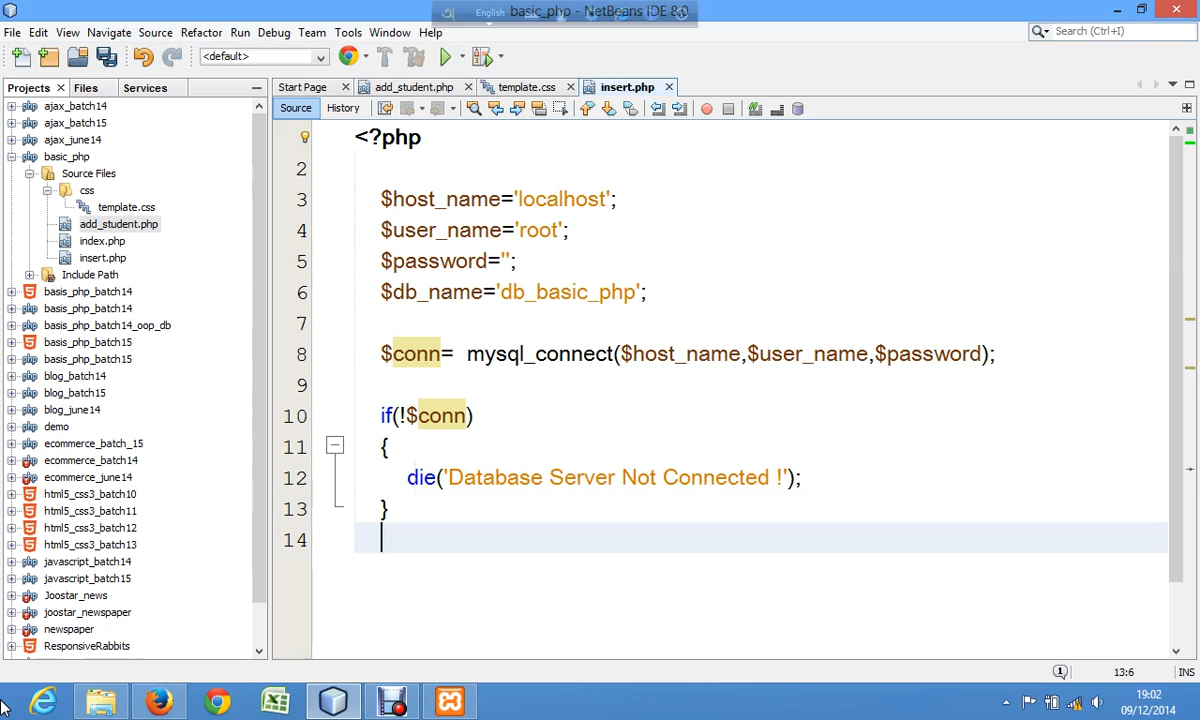 English
basic_php - NetBeans IDE 8.0
File Edit View Navigate Source Refactor Run Debug Team Tools Window Help
Search (Ctrl+I)
<default>
Projects Files Services
Start Page add_student.php template.css insert.php
Source History
ajax_batch14
ajax_batch15
ajax_june14
basic_php
Source Files
css
template.css
add_student.php
index.php
insert.php
Include Path
basis_php_batch14
basis_php_batch14
basis_php_batch14_oop_db
basis_php_batch15
basis_php_batch15
blog_batch14
blog_batch15
blog_june14
demo
ecommerce_batch_15
ecommerce_batch14
ecommerce_june14
html5_css3_batch10
html5_css3_batch11
html5_css3_batch12
html5_css3_batch13
javascript_batch14
javascript_batch15
Joostar_news
joostar_newspaper
newspaper
ResponsiveRabbits
<?php
2
3 $host_name='localhost';
4 $user_name='root';
5 $password='';
6 $db_name='db_basic_php';
7
8 $conn= mysql_connect($host_name,$user_name,$password);
9
10 if(!$conn)
11 {
12 die('Database Server Not Connected !');
13 }
14
1
13:6 INS
19:02
09/12/2014